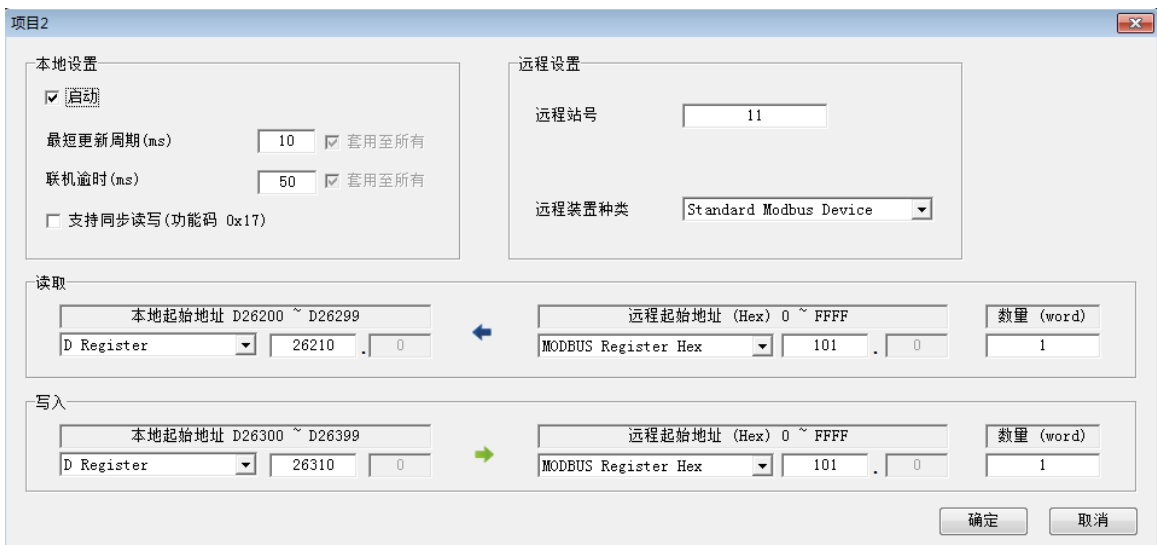 项目2
本地设置
启动
最短更新周期(ms) 10 套用至所有
联机逾时(ms) 50 套用至所有
支持同步读写(功能码 0x17)
远程设置
远程站号 11
远程装置种类 Standard Modbus Device
读取
本地起始地址 D26200 ~ D26299 远程起始地址 (Hex) 0 ~ FFFF 数量 (word)
D Register 26210 . 0 MODBUS Register Hex 101 . 0 1
写入
本地起始地址 D26300 ~ D26399 远程起始地址 (Hex) 0 ~ FFFF 数量 (word)
D Register 26310 0 MODBUS Register Hex 101 . 0 1
确定 取消